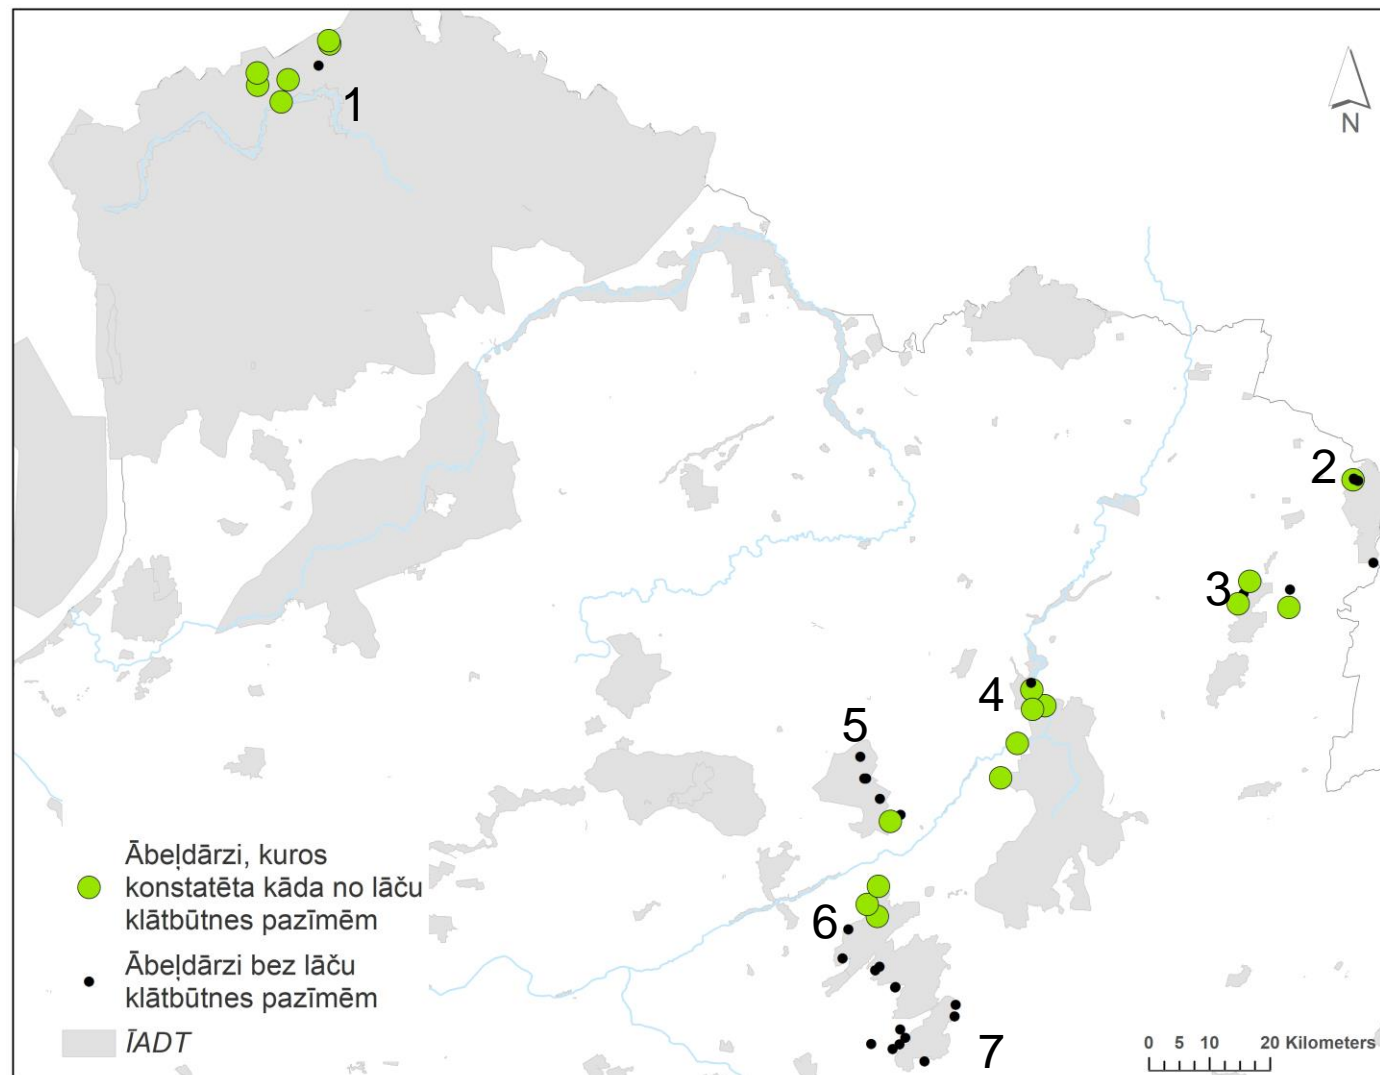 1
N
2
3
4
5
6
7
Ābeļdārzi, kuros
konstatēta kāda no lāču
klātbūtnes pazīmēm
Ābeļdārzi bez lāču
klātbūtnes pazīmēm
ĪADT
0 5 10 20 Kilometers